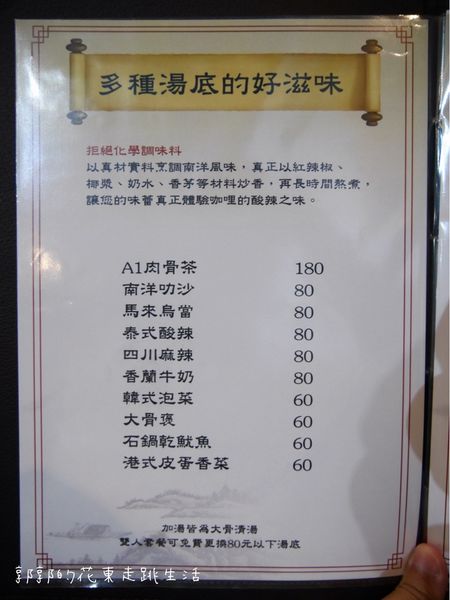 多種湯底的好滋味
拒絕化學調味料
以真材實料烹調南洋風味，真正以紅辣椒、
椰漿、奶水、香茅等材料炒香，再長時間熬煮，
讓您的味蕾真正體驗咖哩的酸辣之味。
A1肉骨茶 180
南洋叻沙 80
馬來烏當 80
泰式酸辣 80
四川麻辣 80
香蘭牛奶 80
韓式泡菜 60
大骨煲 60
石鍋乾魷魚 60
港式皮蛋香菜 60
加湯皆為大骨清湯
雙人套餐可免費更換80元以下湯底
郭郭的花東走跳生活